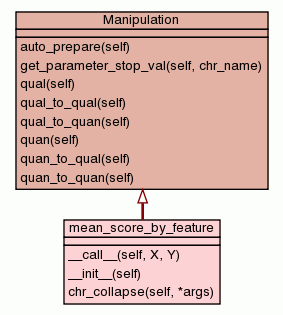 Manipulation
auto_prepare(self)
get_parameter_stop_val(self, chr_name)
qual(self)
qual_to_qual(self)
qual_to_quan(self)
quan(self)
quan_to_qual(self)
quan_to_quan(self)
mean_score_by_feature
__call__(self, X, Y)
__init__(self)
chr_collapse(self, *args)